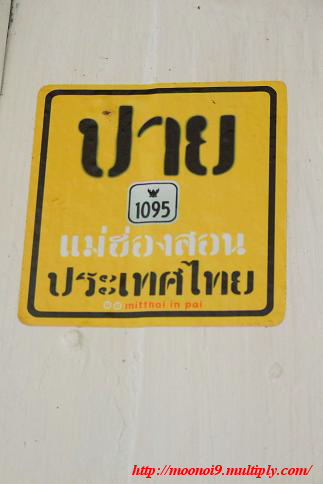 ปาย
1095
แม่ฮ่องสอน
ประเทศไทย
mitthai in pai
http://moonoi9.multiply.com/